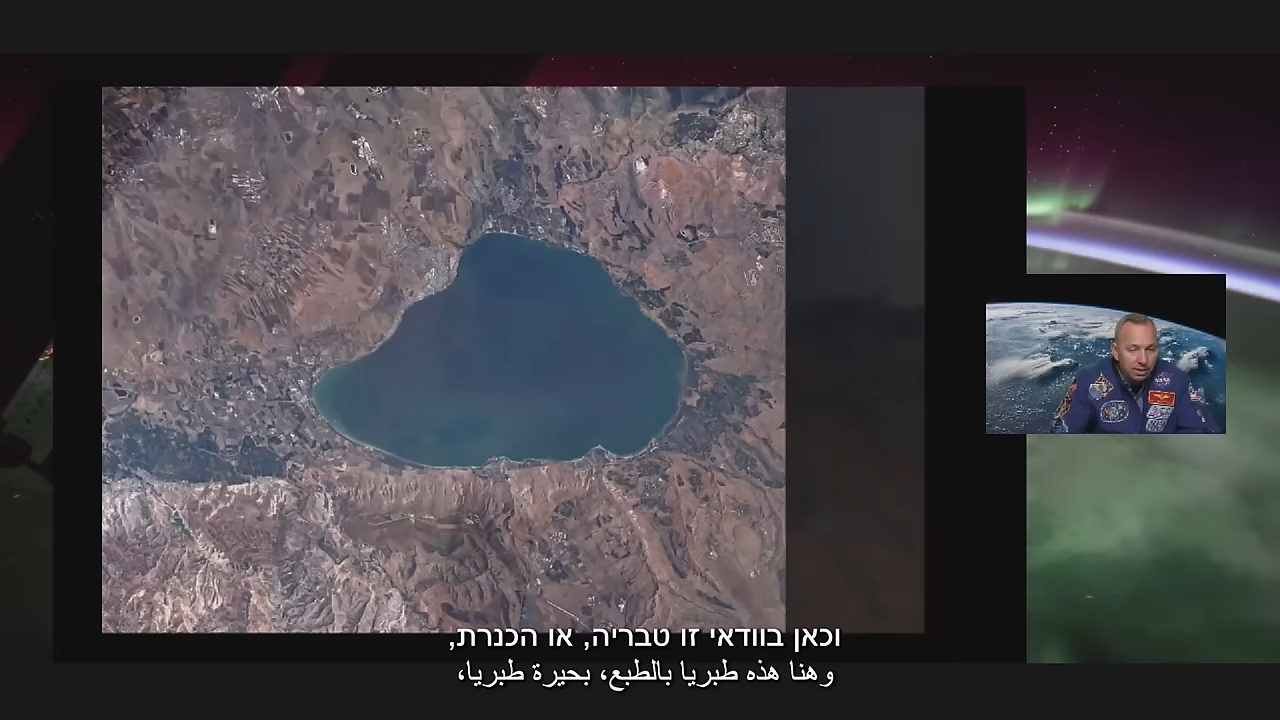 וכאן בוודאי זו טבריה, או הכנרת,
وهنا هذه طبريا بالطبع، بحيرة طبريا،